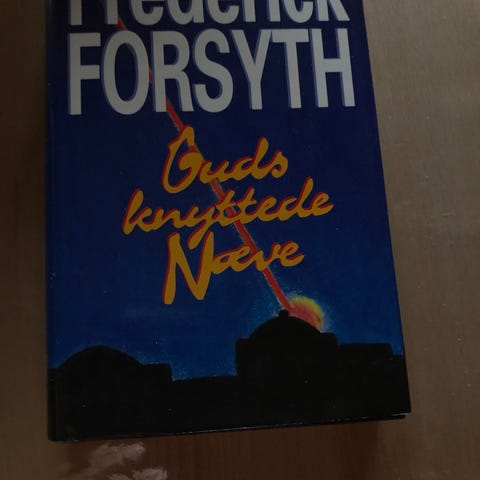 Frederick
FORSYTH
Guds
knyttede
Næve